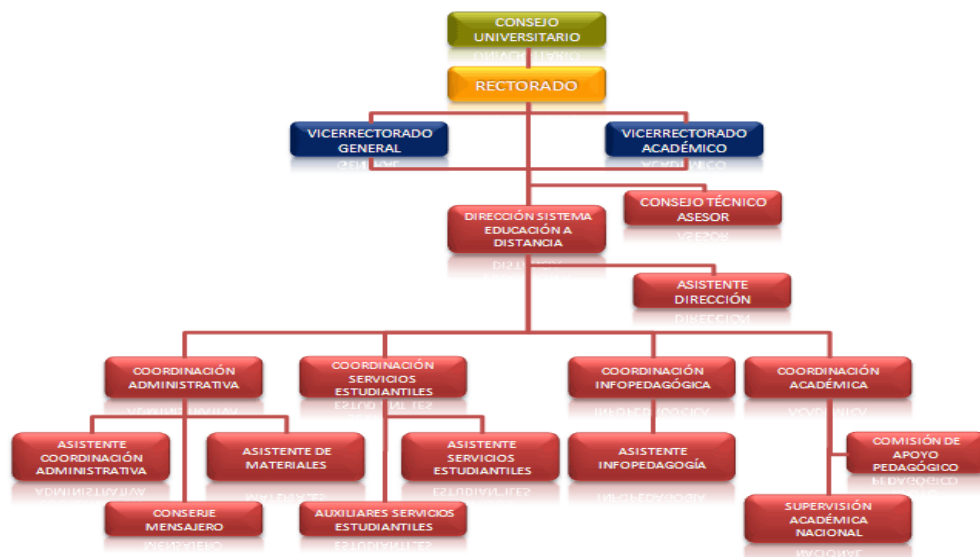 CONSEJO
UNIVERSITARIO
RECTORADO
VICERRECTORADO
GENERAL
VICERRECTORADO
ACADÉMICO
CONSEJO TÉCNICO
ASESOR
DIRECCIÓN SISTEMA
EDUCACIÓN A
DISTANCIA
ASISTENTE
DIRECCIÓN
COORDINACIÓN
ADMINISTRATIVA
COORDINACIÓN
SERVICIOS
ESTUDIANTILES
COORDINACIÓN
INFOPEDAGÓGICA
COORDINACIÓN
ACADÉMICA
ASISTENTE
COORDINACIÓN
ADMINISTRATIVA
ASISTENTE DE
MATERIALES
ASISTENTE
SERVICIOS
ESTUDIANTILES
ASISTENTE
INFOPEDAGOGÍA
COMISIÓN DE
APOYO
PEDAGÓGICO
CONSERJE
MENSAJERO
AUXILIARES SERVICIOS
ESTUDIANTILES
SUPERVISIÓN
ACADÉMICA
NACIONAL